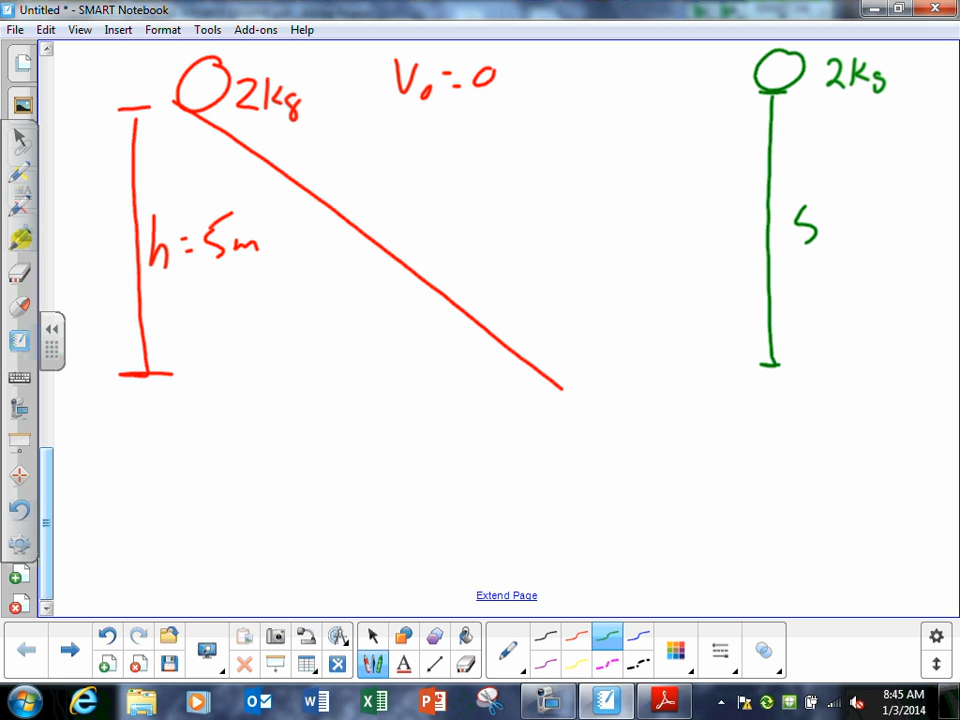 Untitled * - SMART Notebook
File Edit View Insert Format Tools Add-ons Help
2kg
V₀ = 0
2kg
h = 5m
5
Extend Page
8:45 AM
1/3/2014